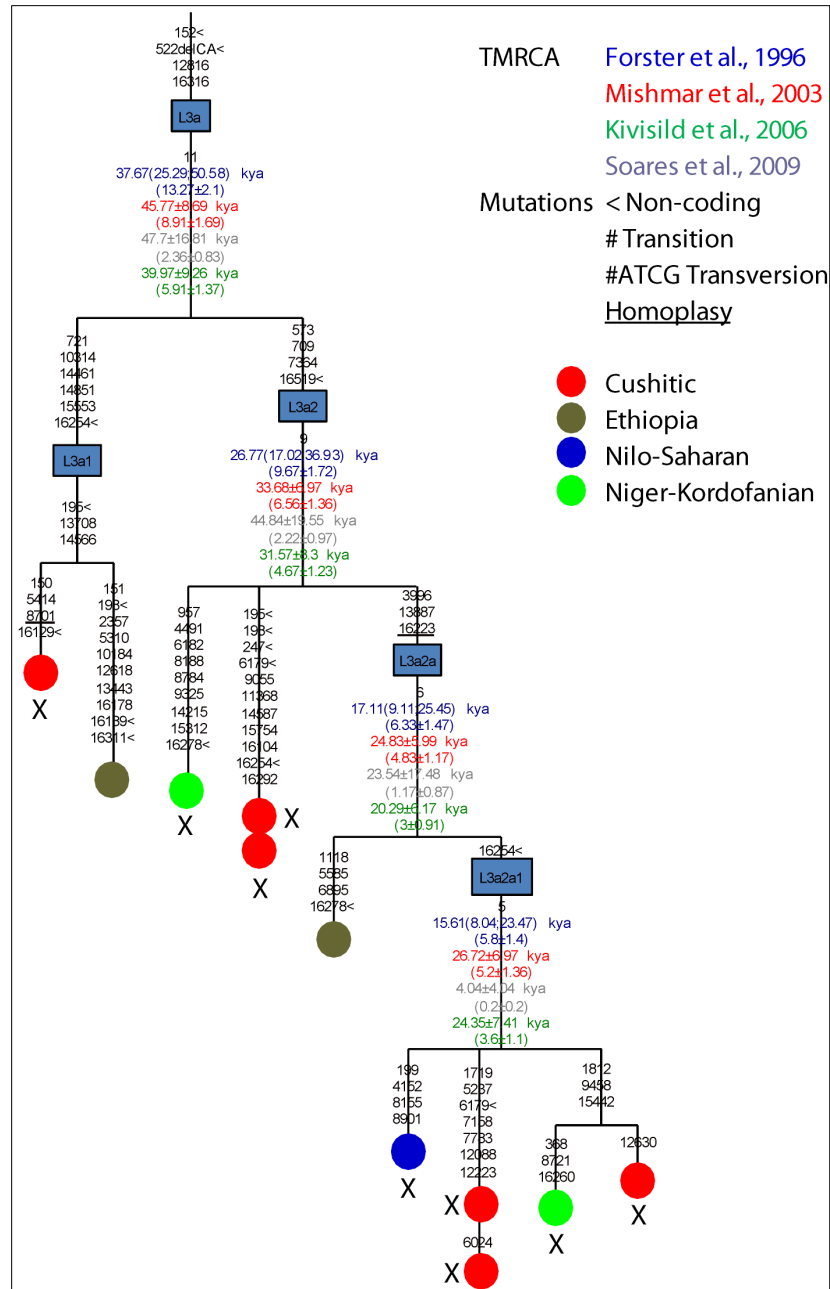 152<
522delCA<
12816
16316
L3a
11
37.67(25.29;50.58) kya
(13.27±2.1)
45.77±8.69 kya
(8.91±1.69)
47.7±16.81 kya
(2.36±0.83)
39.97±9.26 kya
(5.91±1.37)
TMRCA
Forster et al., 1996
Mishmar et al., 2003
Kivisild et al., 2006
Soares et al., 2009
Mutations
< Non-coding
# Transition
#ATCG Transversion
Homoplasy
Cushitic
Ethiopia
Nilo-Saharan
Niger-Kordofanian
721
10314
14461
14851
15553
16254<
L3a1
195<
13708
14566
573
709
7364
16519<
L3a2
9
26.77(17.02;36.93) kya
(9.67±1.72)
33.68±6.97 kya
(6.56±1.36)
44.84±19.55 kya
(2.22±0.97)
31.57±8.3 kya
(4.67±1.23)
150
5414
8701
16129<
X
151
198<
2357
5310
10184
12618
13443
16178
16189<
16311<
957
4491
6182
8188
8784
9325
14215
15312
16278<
X
195<
198<
247<
6179<
9055
11368
14587
15754
16104
16254<
16292
X
X
3996
13887
16223
L3a2a
6
17.11(9.11;25.45) kya
(6.33±1.47)
24.83±5.99 kya
(4.83±1.17)
23.54±17.48 kya
(1.17±0.87)
20.29±6.17 kya
(3±0.91)
1118
5585
6895
16278<
16254<
L3a2a1
5
15.61(8.04;23.47) kya
(5.8±1.4)
26.72±6.97 kya
(5.2±1.36)
4.04±4.04 kya
(0.2±0.2)
24.35±7.41 kya
(3.6±1.1)
199
4152
8155
8901
X
1719
5237
6179<
7158
7783
12088
12223
X
6024
X
1812
9458
15442
368
8721
16260
X
12630
X